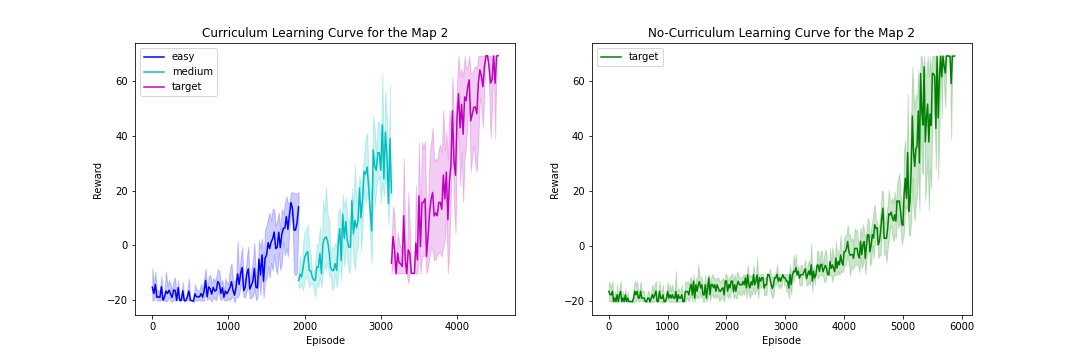 Curriculum Learning Curve for the Map 2
easy
medium
target
Reward
60
40
20
0
−20
0
1000
2000
3000
4000
Episode
No-Curriculum Learning Curve for the Map 2
target
Reward
60
40
20
0
−20
0
1000
2000
3000
4000
5000
6000
Episode